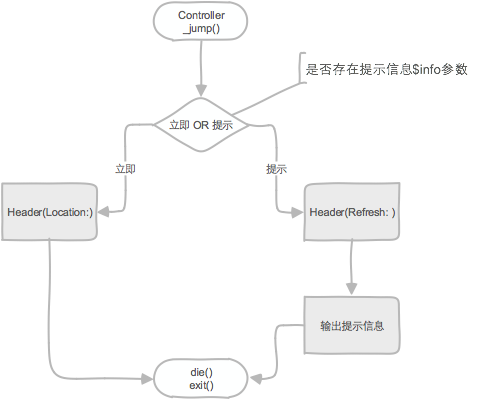 Controller
_jump()
是否存在提示信息$info参数
立即 OR 提示
立即
提示
Header(Location:)
Header(Refresh: )
输出提示信息
die()
exit()